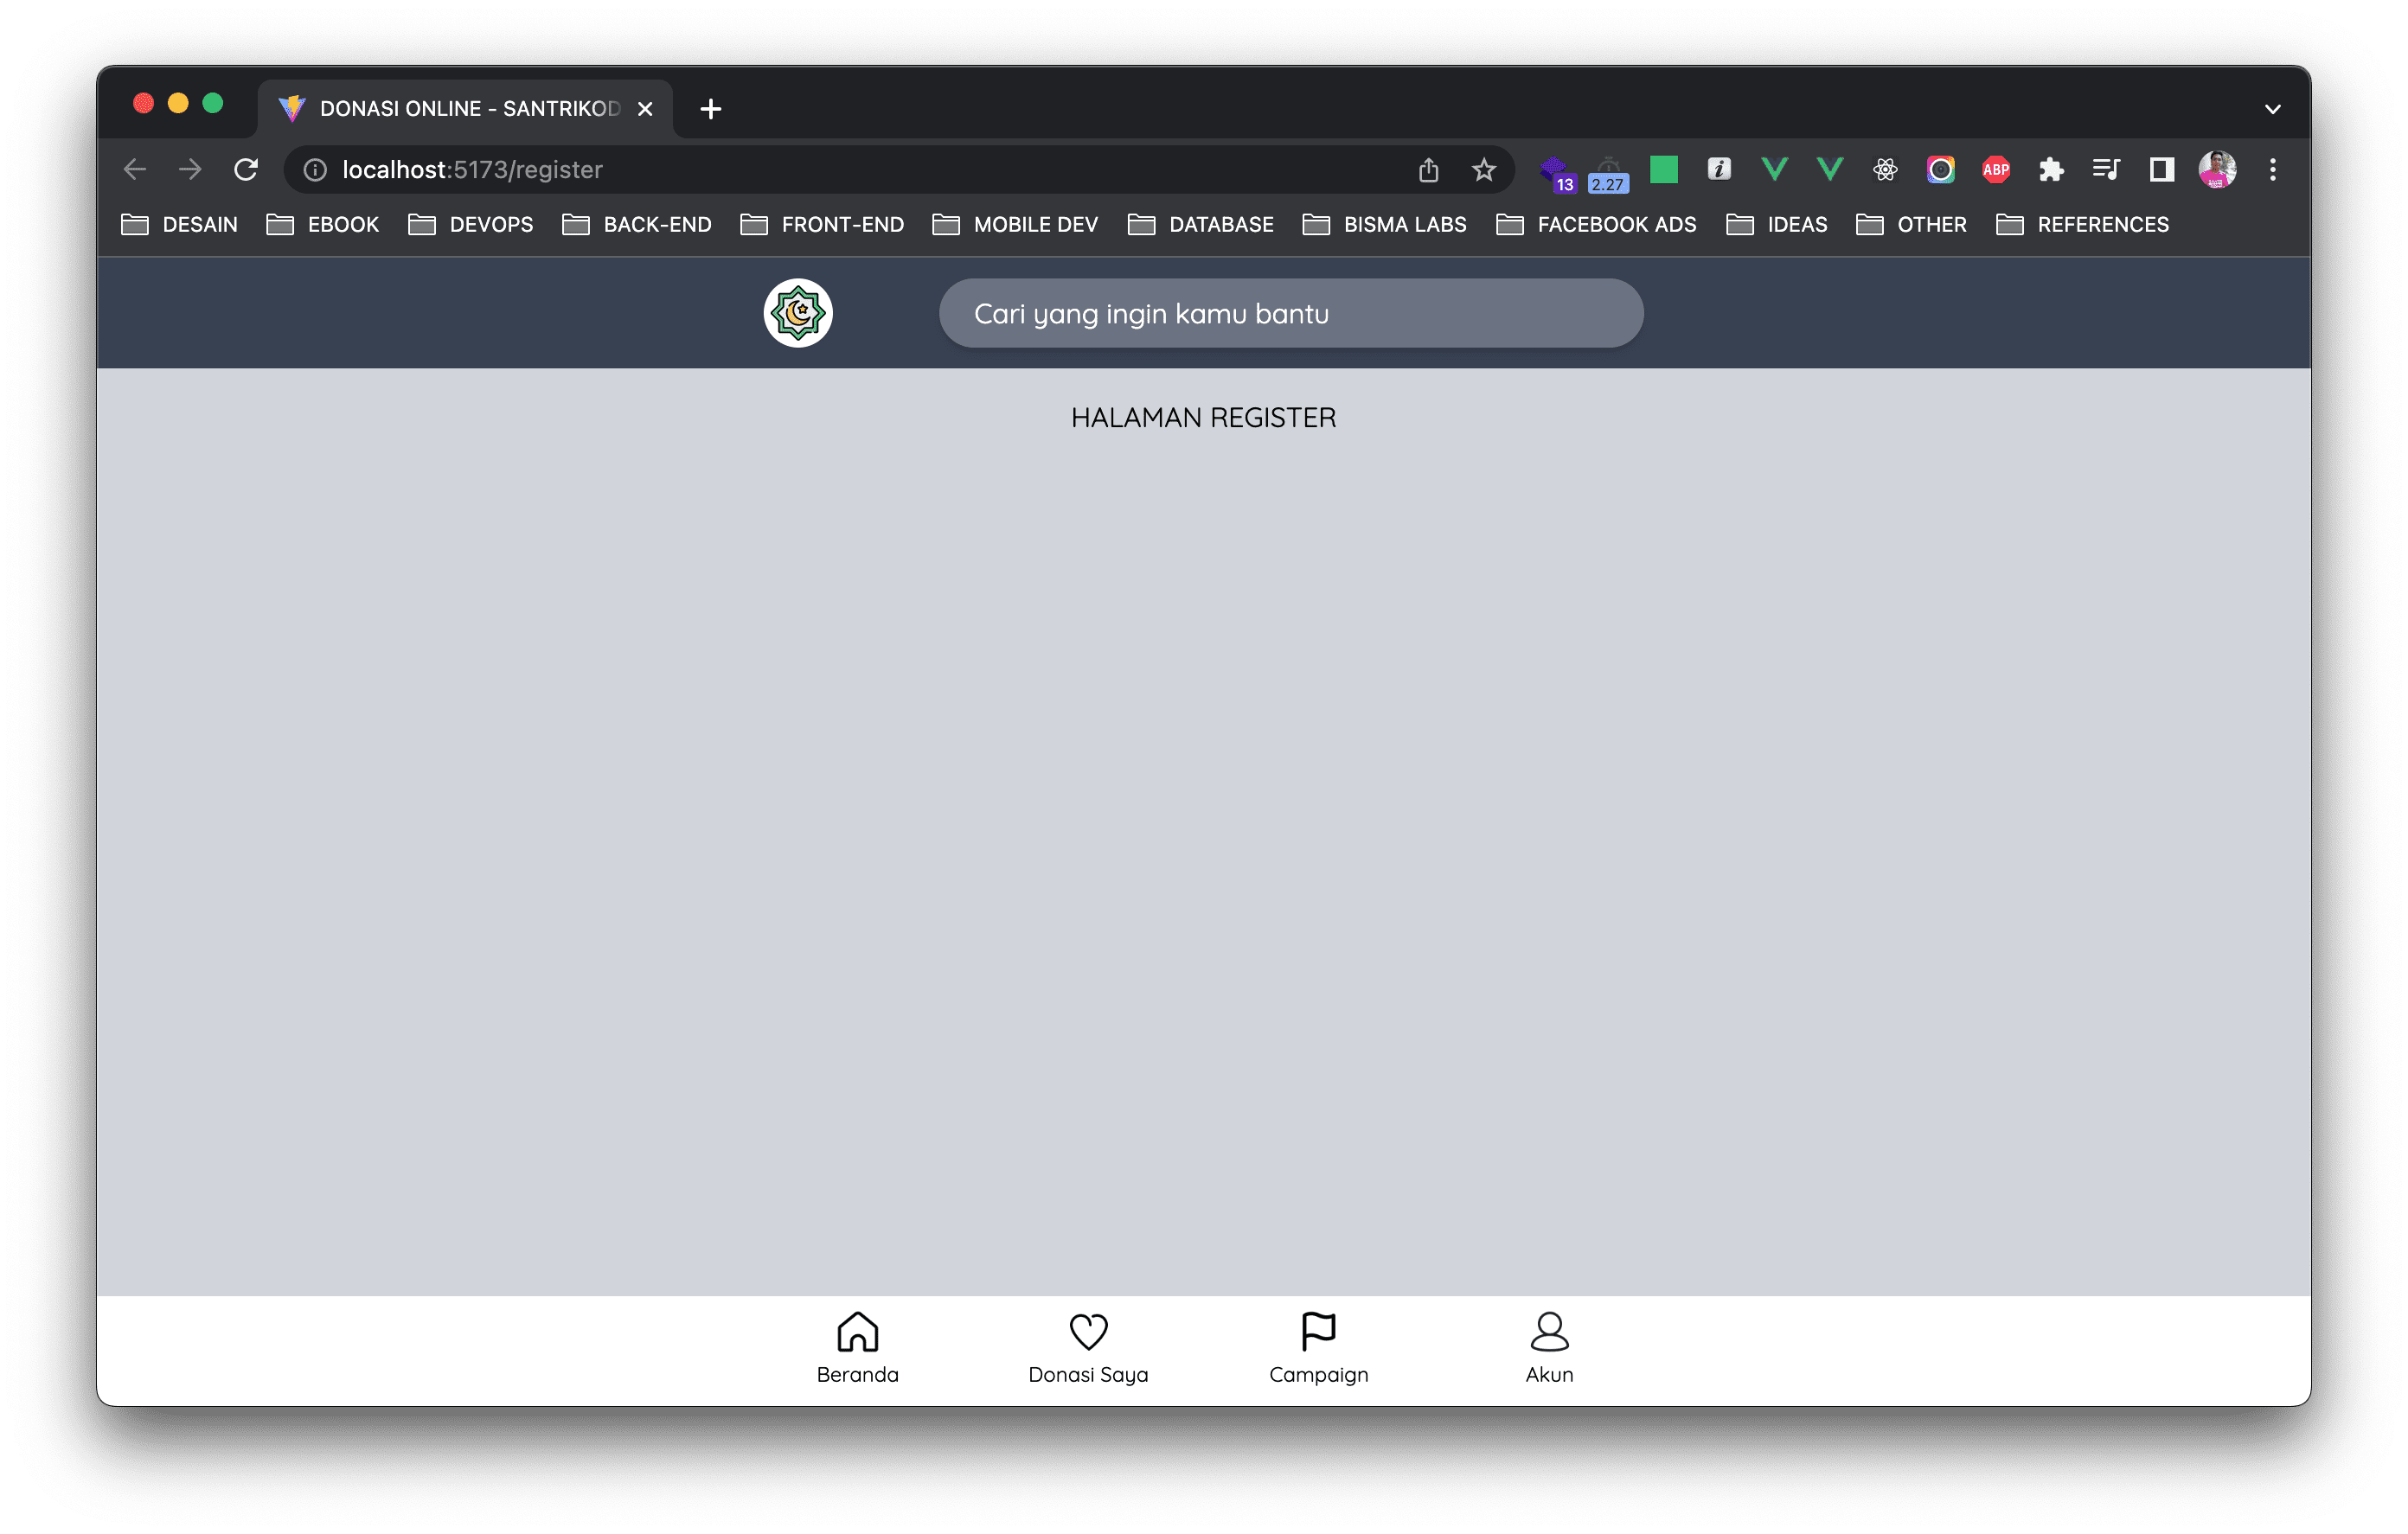 DONASI ONLINE - SANTRIKOD
localhost:5173/register
13
2.27
ABP
DESAIN EBOOK DEVOPS BACK-END FRONT-END MOBILE DEV DATABASE BISMA LABS FACEBOOK ADS IDEAS OTHER REFERENCES
Cari yang ingin kamu bantu
HALAMAN REGISTER
Beranda Donasi Saya Campaign Akun